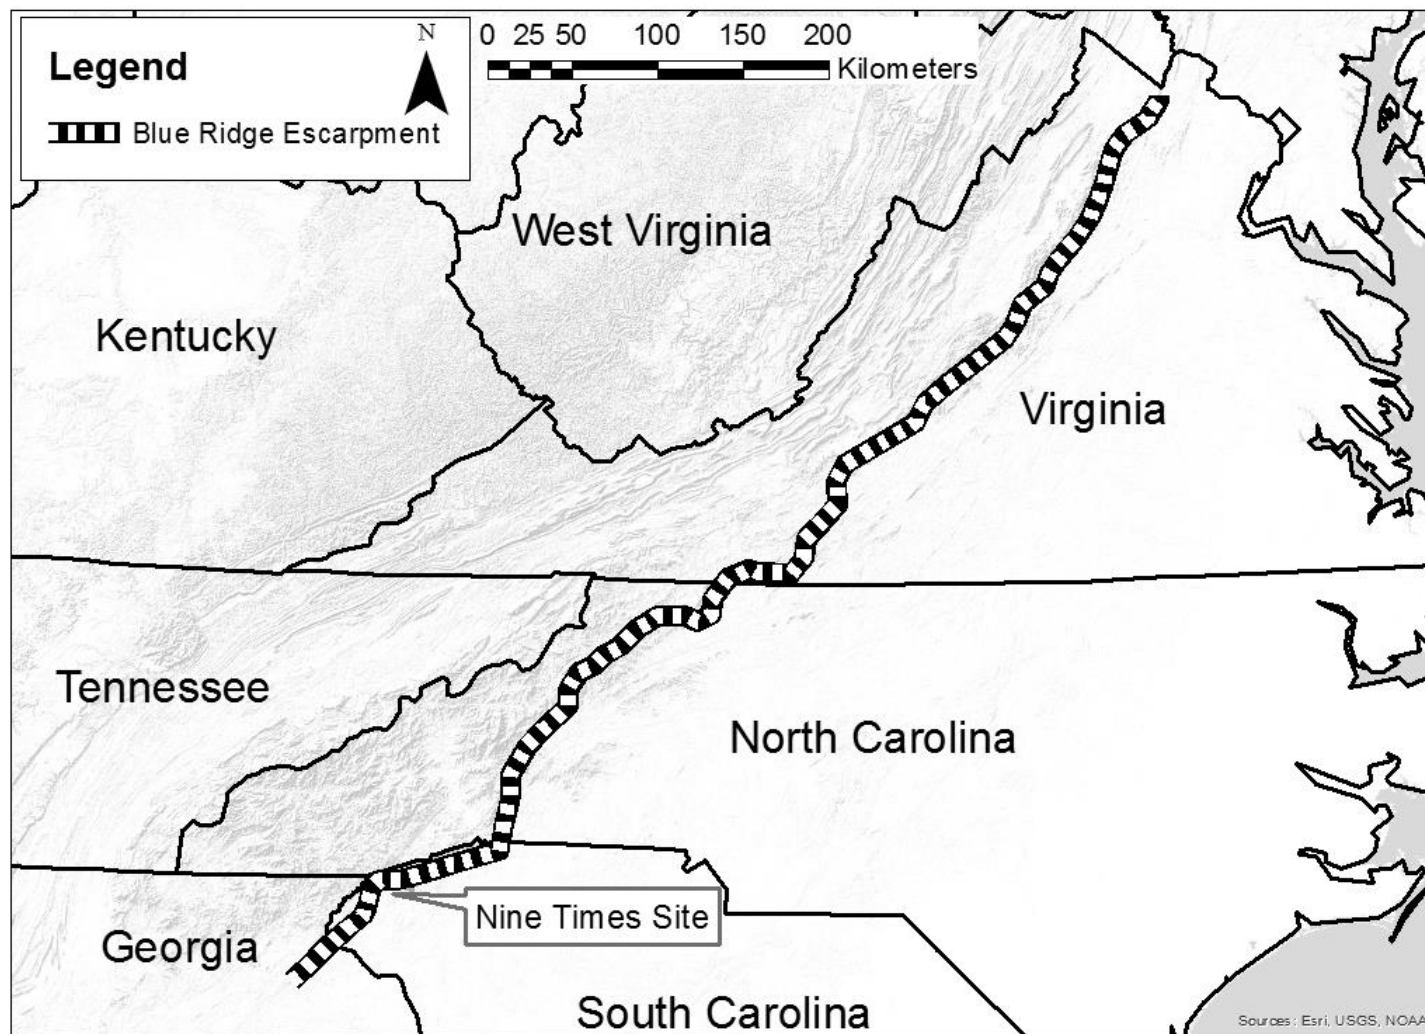 N
0 25 50 100 150 200
Kilometers
Legend
Blue Ridge Escarpment
West Virginia
Kentucky
Virginia
Tennessee
North Carolina
Nine Times Site
Georgia
South Carolina
Sources: Esri, USGS, NOAA